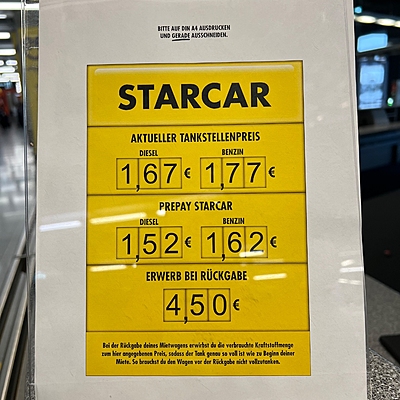 BITTE AUF DIN A4 AUSDRUCKEN
UND GERADE AUSSCHNEIDEN.
STARCAR
AKTUELLER TANKSTELLENPREIS
DIESEL BENZIN
1,67€ 1,77€
PREPAY STARCAR
DIESEL BENZIN
1,52€ 1,62€
ERWERB BEI RÜCKGABE
4,50€
Bei der Rückgabe deines Mietwagens erwirbst du die verbrauchte Kraftstoffmenge
zum hier angegebenen Preis, sodass der Tank genau so voll ist wie zu Beginn deiner
Miete. So brauchst du den Wagen vor der Rückgabe nicht vollzutanken.